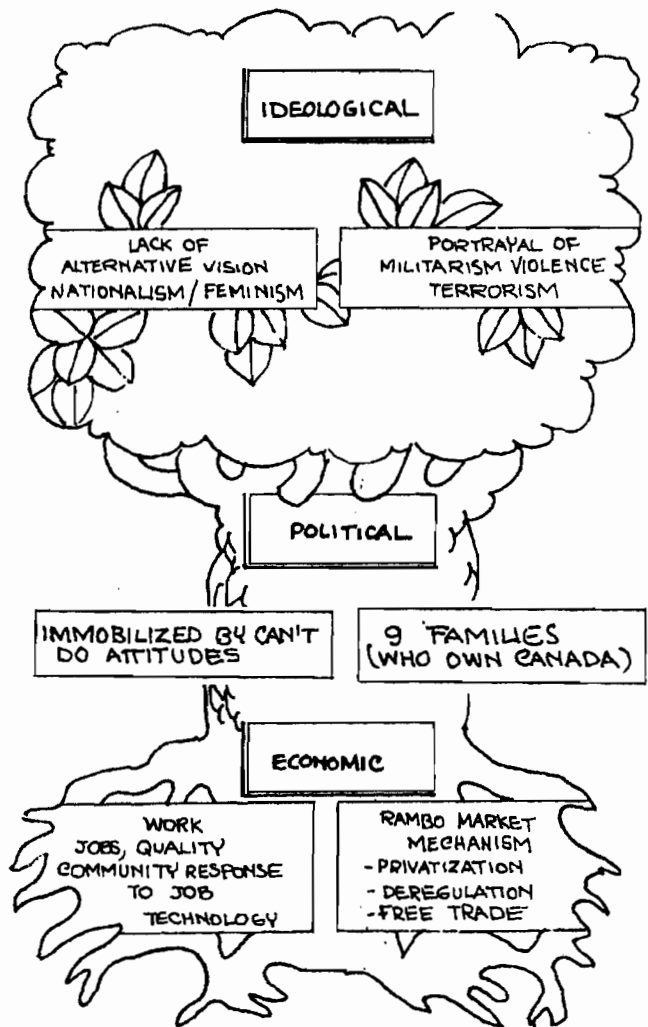 IDEOLOGICAL
LACK OF
ALTERNATIVE VISION
NATIONALISM / FEMINISM
PORTRAYAL OF
MILITARISM VIOLENCE
TERRORISM
POLITICAL
IMMOBILIZED BY CAN'T
DO ATTITUDES
9 FAMILIES
(WHO OWN CANADA)
ECONOMIC
WORK
JOBS, QUALITY
COMMUNITY RESPONSE
TO JOB
TECHNOLOGY
RAMBO MARKET
MECHANISM
- PRIVATIZATION
- DEREGULATION
- FREE TRADE